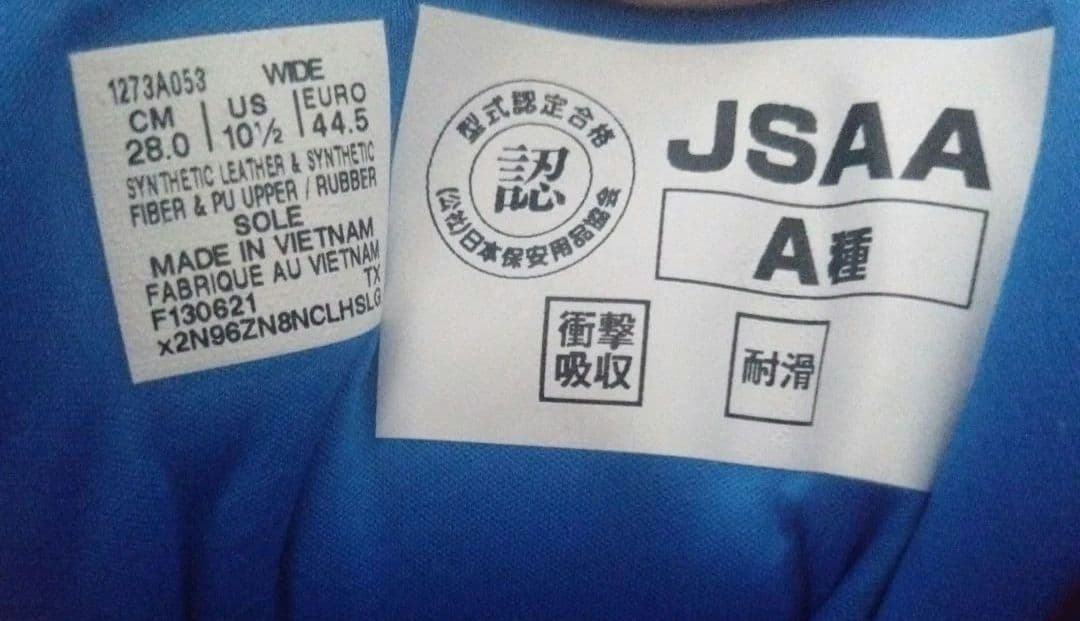 1273A053 WIDE
CM US EURO
28.0 10½ 44.5
SYNTHETIC LEATHER & SYNTHETIC
FIBER & PU UPPER / RUBBER
SOLE
MADE IN VIETNAM
FABRIQUE AU VIETNAM
TX
F130621
x2N96ZN8NCLHSLG
型式認定合格
認
(公社)日本保安用品協会
JSAA
A種
衝撃
吸収
耐滑